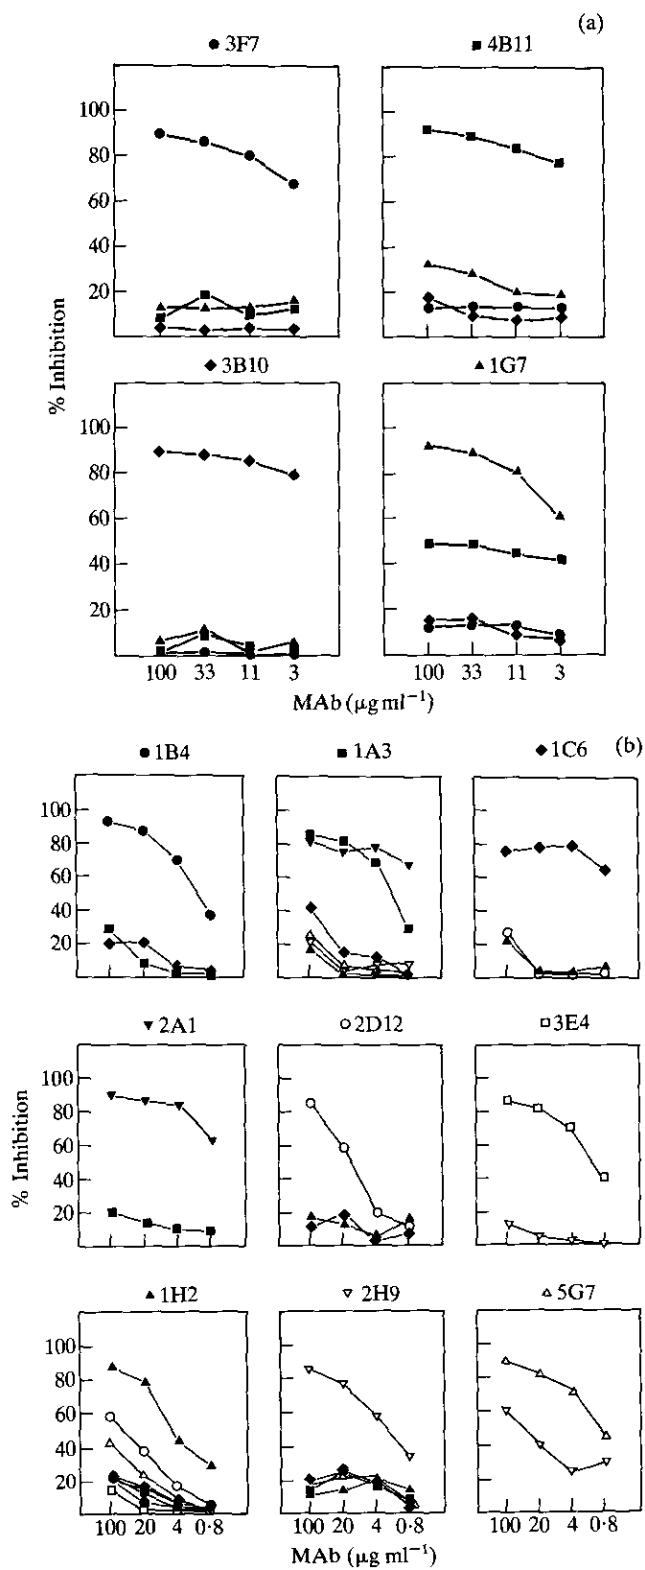 (a)
● 3F7
■ 4B11
100
80
60
40
20
◆ 3B10
▲ 1G7
% Inhibition
100
80
60
40
20
100 33 11 3
100 33 11 3
MAb (µg ml⁻¹)
(b)
● 1B4
■ 1A3
◆ 1C6
100
80
60
40
20
▼ 2A1
○ 2D12
□ 3E4
% Inhibition
100
80
60
40
20
▲ 1H2
▽ 2H9
△ 5G7
100
80
60
40
20
100 20 4 0·8
100 20 4 0·8
100 20 4 0·8
MAb (µg ml⁻¹)